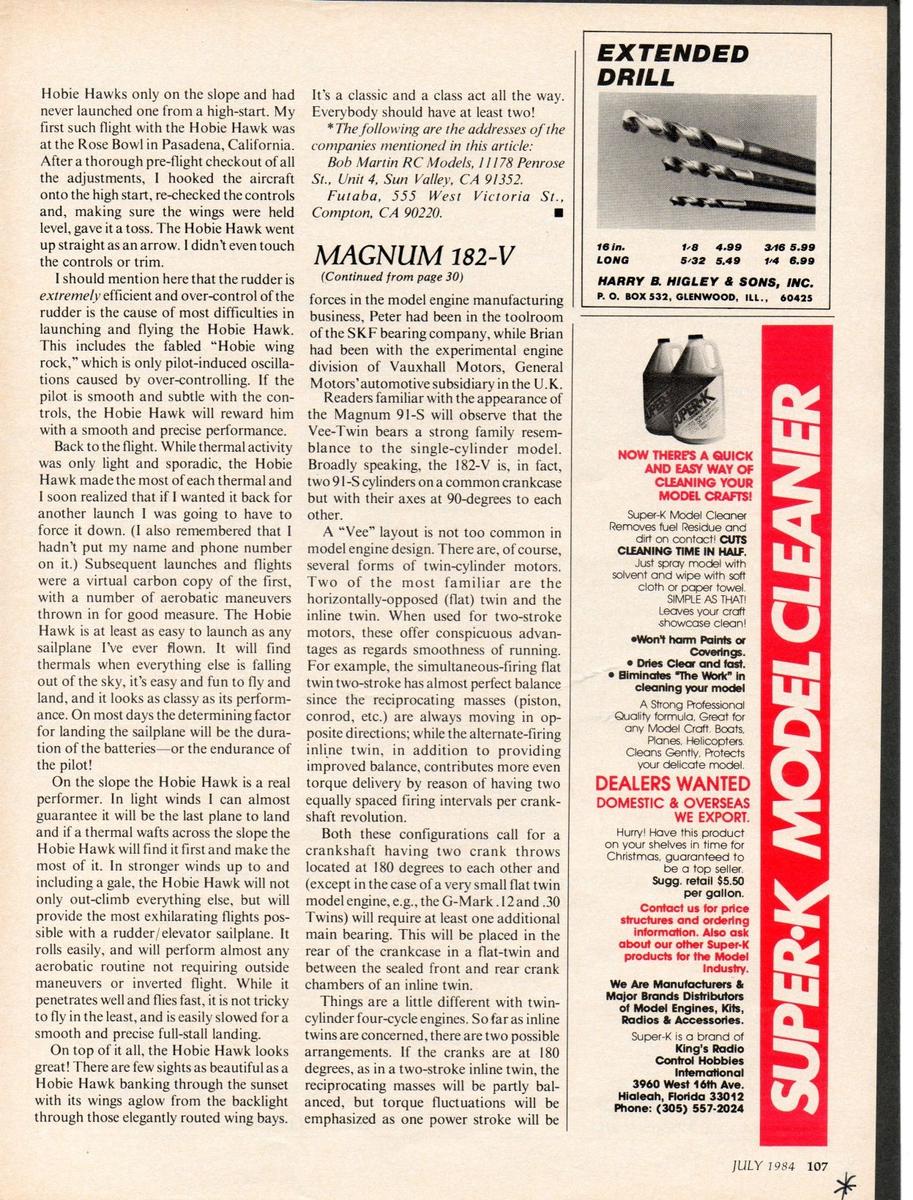 Hobie Hawks only on the slope and had
never launched one from a high-start. My
first such flight with the Hobie Hawk was
at the Rose Bowl in Pasadena, California.
After a thorough pre-flight checkout of all
the adjustments, I hooked the aircraft
onto the high start, re-checked the controls
and, making sure the wings were held
level, gave it a toss. The Hobie Hawk went
up straight as an arrow. I didn't even touch
the controls or trim.
I should mention here that the rudder is
extremely efficient and over-control of the
rudder is the cause of most difficulties in
launching and flying the Hobie Hawk.
This includes the fabled “Hobie wing
rock,” which is only pilot-induced oscilla-
tions caused by over-controlling. If the
pilot is smooth and subtle with the con-
trols, the Hobie Hawk will reward him
with a smooth and precise performance.
Back to the flight. While thermal activity
was only light and sporadic, the Hobie
Hawk made the most of each thermal and
I soon realized that if I wanted it back for
another launch I was going to have to
force it down. (I also remembered that I
hadn't put my name and phone number
on it.) Subsequent launches and flights
were a virtual carbon copy of the first,
with a number of aerobatic maneuvers
thrown in for good measure. The Hobie
Hawk is at least as easy to launch as any
sailplane I've ever flown. It will find
thermals when everything else is falling
out of the sky, it's easy and fun to fly and
land, and it looks as classy as its perform-
ance. On most days the determining factor
for landing the sailplane will be the dura-
tion of the batteries—or the endurance of
the pilot!
On the slope the Hobie Hawk is a real
performer. In light winds I can almost
guarantee it will be the last plane to land
and if a thermal wafts across the slope the
Hobie Hawk will find it first and make the
most of it. In stronger winds up to and
including a gale, the Hobie Hawk will not
only out-climb everything else, but will
provide the most exhilarating flights pos-
sible with a rudder/elevator sailplane. It
rolls easily, and will perform almost any
aerobatic routine not requiring outside
maneuvers or inverted flight. While it
penetrates well and flies fast, it is not tricky
to fly in the least, and is easily slowed for a
smooth and precise full-stall landing.
On top of it all, the Hobie Hawk looks
great! There are few sights as beautiful as a
Hobie Hawk banking through the sunset
with its wings aglow from the backlight
through those elegantly routed wing bays.
It's a classic and a class act all the way.
Everybody should have at least two!
*The following are the addresses of the
companies mentioned in this article:
Bob Martin RC Models, 11178 Penrose
St., Unit 4, Sun Valley, CA 91352.
Futaba, 555 West Victoria St.,
Compton, CA 90220. ■
MAGNUM 182-V
(Continued from page 30)
forces in the model engine manufacturing
business, Peter had been in the toolroom
of the SKF bearing company, while Brian
had been with the experimental engine
division of Vauxhall Motors, General
Motors' automotive subsidiary in the U.K.
Readers familiar with the appearance of
the Magnum 91-S will observe that the
Vee-Twin bears a strong family resem-
blance to the single-cylinder model.
Broadly speaking, the 182-V is, in fact,
two 91-S cylinders on a common crankcase
but with their axes at 90-degrees to each
other.
A “Vee” layout is not too common in
model engine design. There are, of course,
several forms of twin-cylinder motors.
Two of the most familiar are the
horizontally-opposed (flat) twin and the
inline twin. When used for two-stroke
motors, these offer conspicuous advan-
tages as regards smoothness of running.
For example, the simultaneous-firing flat
twin two-stroke has almost perfect balance
since the reciprocating masses (piston,
conrod, etc.) are always moving in op-
posite directions; while the alternate-firing
inline twin, in addition to providing
improved balance, contributes more even
torque delivery by reason of having two
equally spaced firing intervals per crank-
shaft revolution.
Both these configurations call for a
crankshaft having two crank throws
located at 180 degrees to each other and
(except in the case of a very small flat twin
model engine, e.g., the G-Mark .12 and .30
Twins) will require at least one additional
main bearing. This will be placed in the
rear of the crankcase in a flat-twin and
between the sealed front and rear crank
chambers of an inline twin.
Things are a little different with twin-
cylinder four-cycle engines. So far as inline
twins are concerned, there are two possible
arrangements. If the cranks are at 180
degrees, as in a two-stroke inline twin, the
reciprocating masses will be partly bal-
anced, but torque fluctuations will be
emphasized as one power stroke will be
EXTENDED
DRILL
16 in. 1/8 4.99 3/16 5.99
LONG 5/32 5.49 1/4 6.99
HARRY B. HIGLEY & SONS, INC.
P. O. BOX 532, GLENWOOD, ILL., 60425
SUPER-K
NOW THERE'S A QUICK
AND EASY WAY OF
CLEANING YOUR
MODEL CRAFTS!
Super-K Model Cleaner
Removes fuel Residue and
dirt on contact! CUTS
CLEANING TIME IN HALF.
Just spray model with
solvent and wipe with soft
cloth or paper towel.
SIMPLE AS THAT!
Leaves your craft
showcase clean!
•Won't harm Paints or
Coverings.
• Dries Clear and fast.
• Eliminates "The Work" in
cleaning your model
A Strong Professional
Quality formula, Great for
any Model Craft. Boats,
Planes, Helicopters.
Cleans Gently, Protects
your delicate model.
DEALERS WANTED
DOMESTIC & OVERSEAS
WE EXPORT.
Hurry! Have this product
on your shelves in time for
Christmas, guaranteed to
be a top seller.
Sugg. retail $5.50
per gallon.
Contact us for price
structures and ordering
information. Also ask
about our other Super-K
products for the Model
Industry.
We Are Manufacturers &
Major Brands Distributors
of Model Engines, Kits,
Radios & Accessories.
Super-K is a brand of
King's Radio
Control Hobbies
International
3960 West 16th Ave.
Hialeah, Florida 33012
Phone: (305) 557-2024
SUPER•K MODEL CLEANER
JULY 1984 107